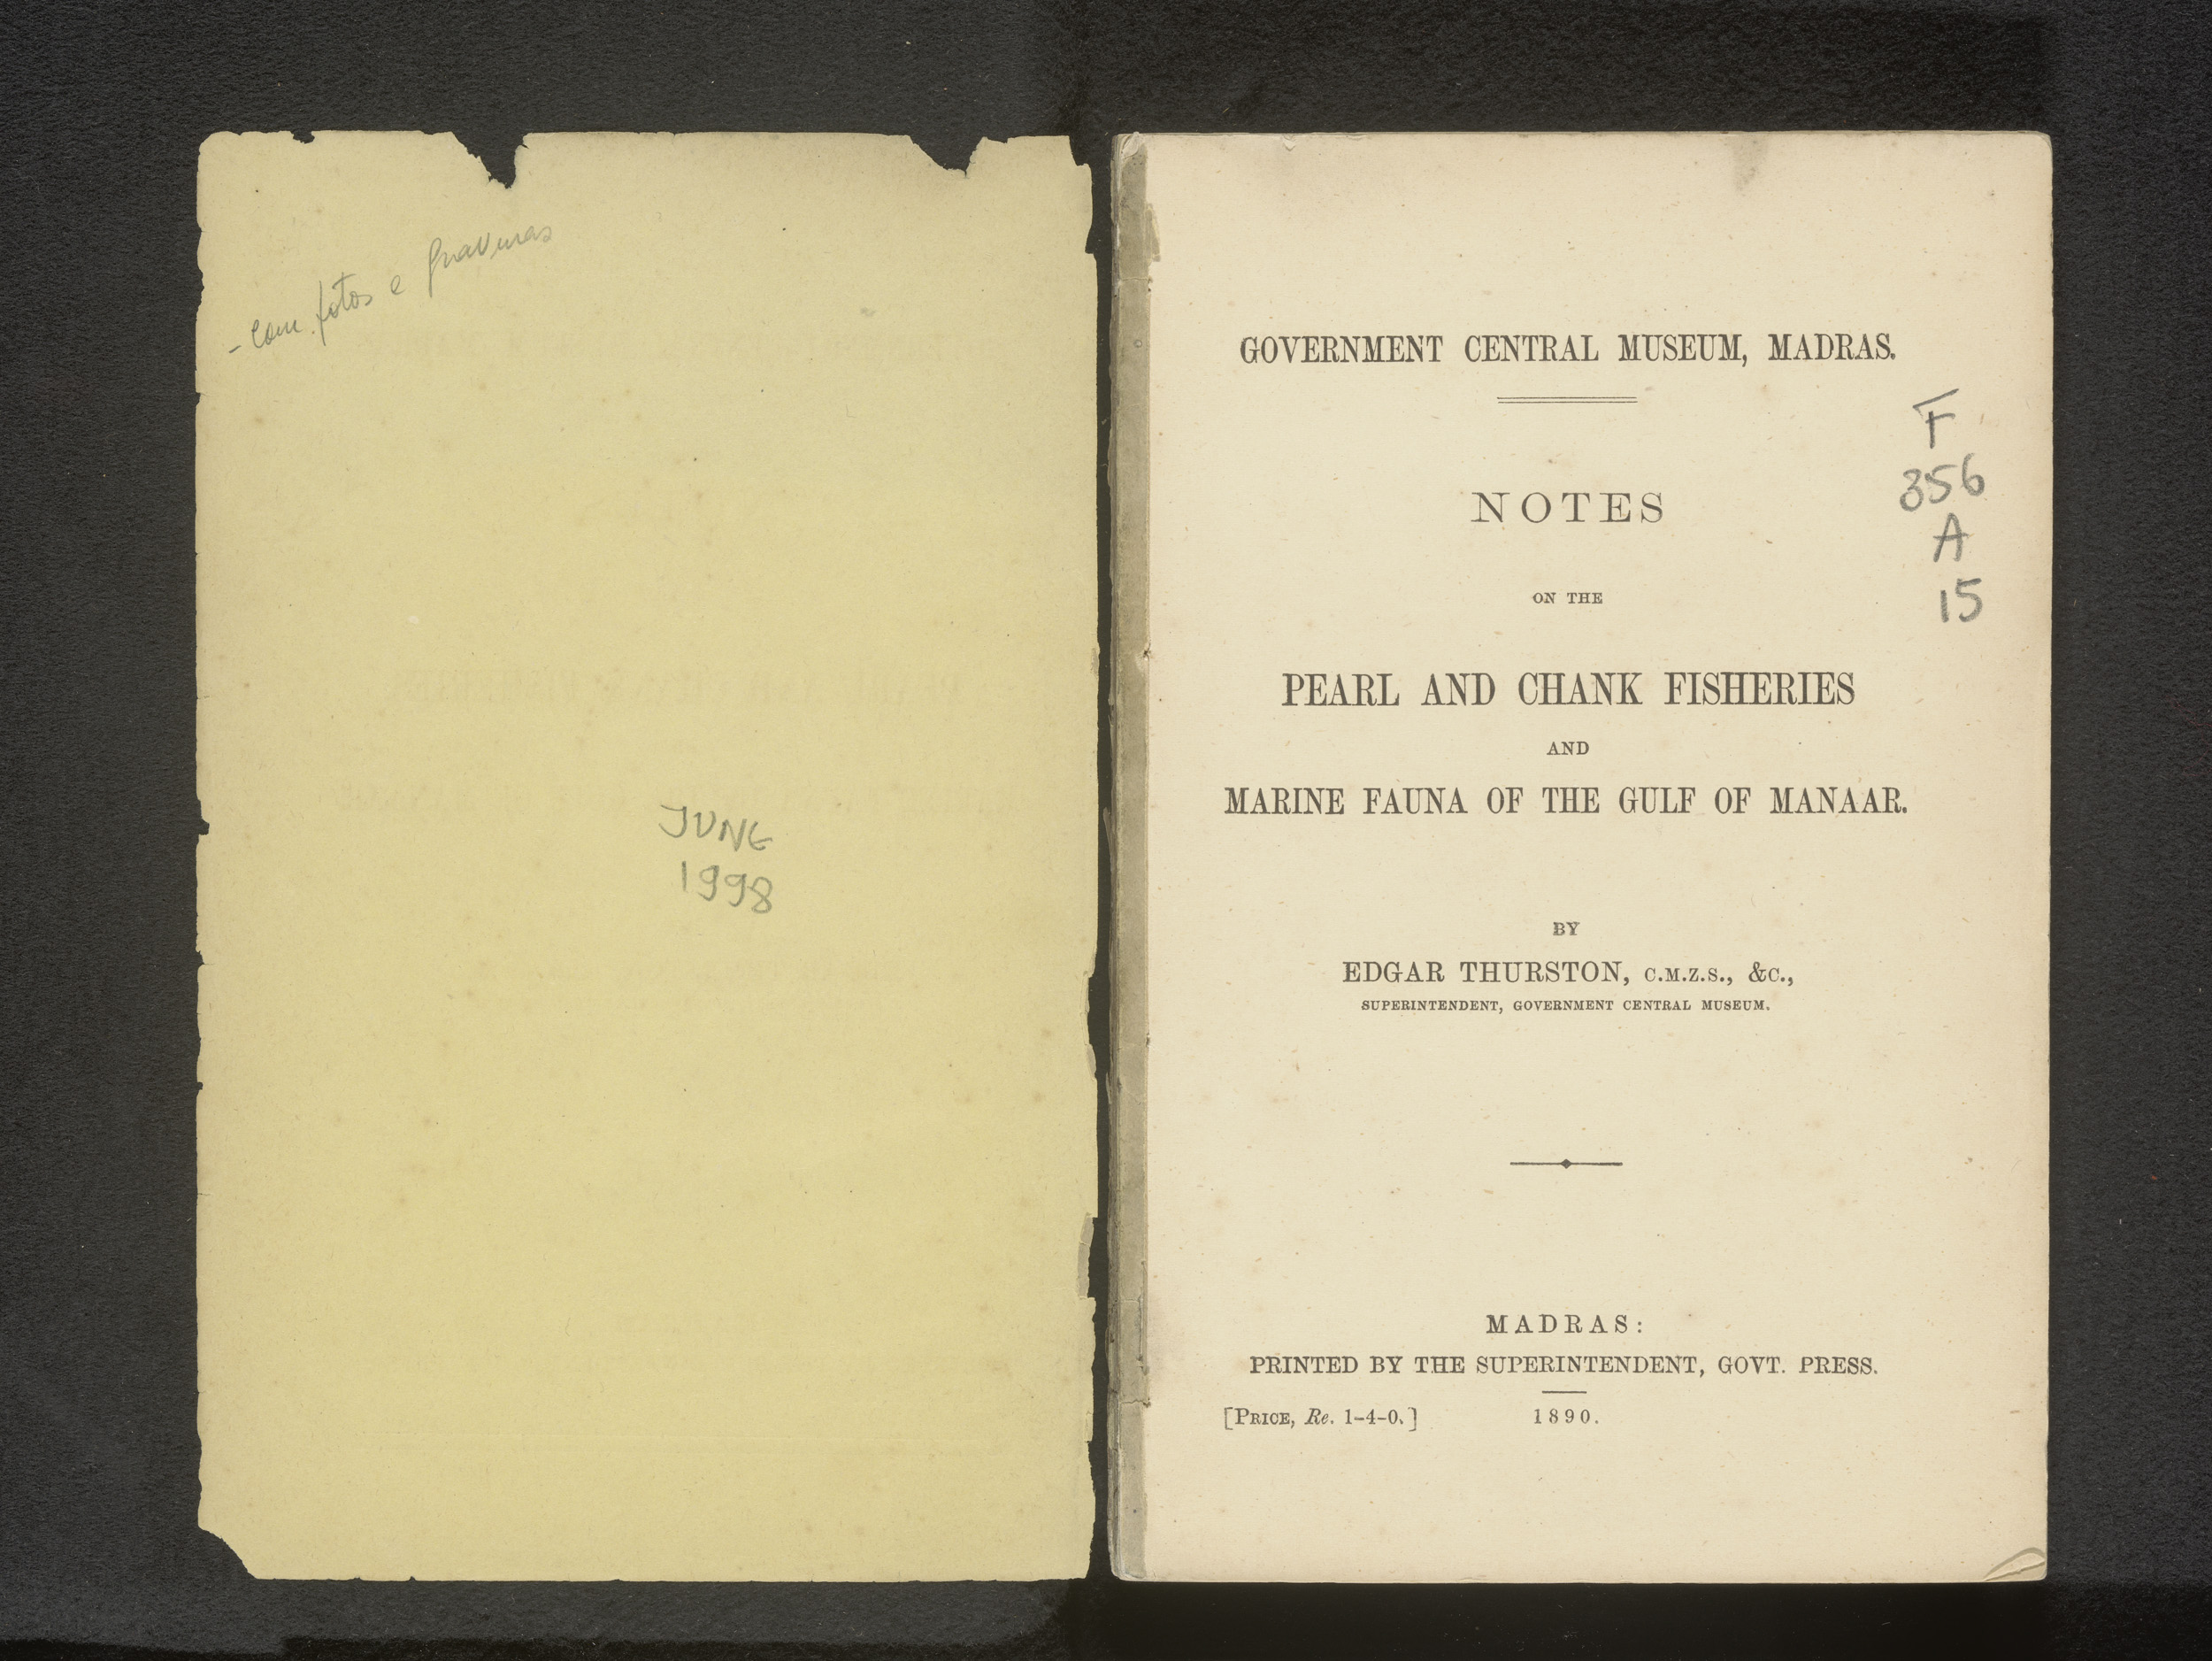 - com fotos e gravuras
JUNE
1998
GOVERNMENT CENTRAL MUSEUM, MADRAS.
F
356
A
15
NOTES
ON THE
PEARL AND CHANK FISHERIES
AND
MARINE FAUNA OF THE GULF OF MANAAR.
BY
EDGAR THURSTON, C.M.Z.S., &C.,
SUPERINTENDENT, GOVERNMENT CENTRAL MUSEUM.
MADRAS:
PRINTED BY THE SUPERINTENDENT, GOVT. PRESS.
[PRICE, Re. 1-4-0.] 1890.